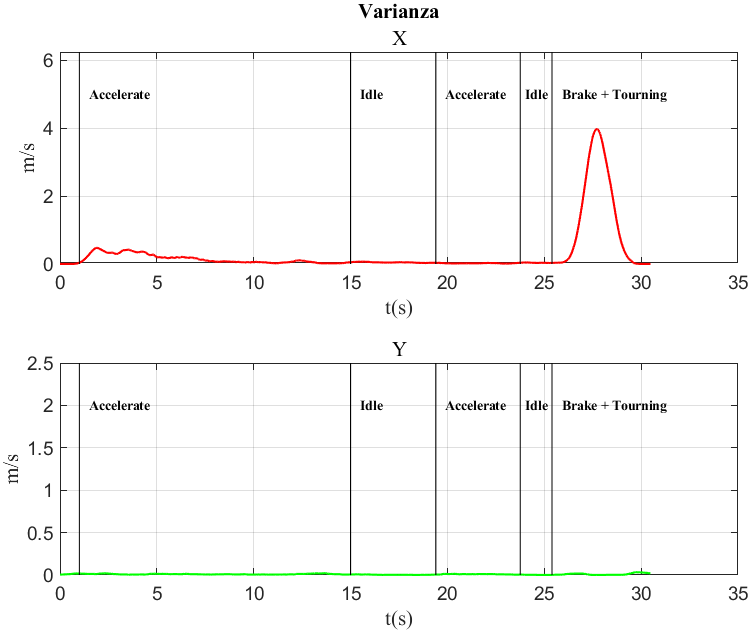 Varianza
X
6
Accelerate Idle Accelerate Idle Brake + Tourning
4
m/s
2
0
0 5 10 15 20 25 30 35
t(s)
Y
2.5
2 Accelerate Idle Accelerate Idle Brake + Tourning
1.5
m/s
1
0.5
0
0 5 10 15 20 25 30 35
t(s)